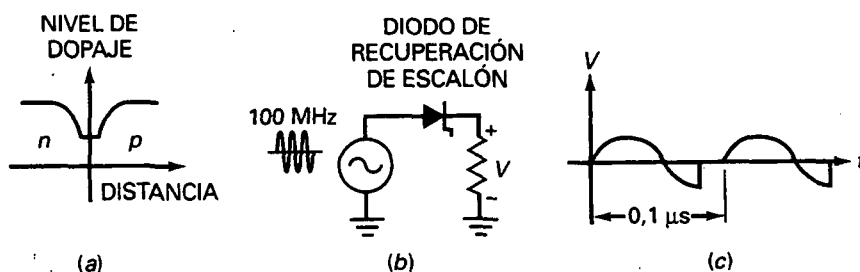 NIVEL DE
DOPAJE
n
p
DISTANCIA
(a)
DIODO DE
RECUPERACIÓN
DE ESCALÓN
100 MHz
+
V
-
(b)
V
t
0,1 μs
(c)